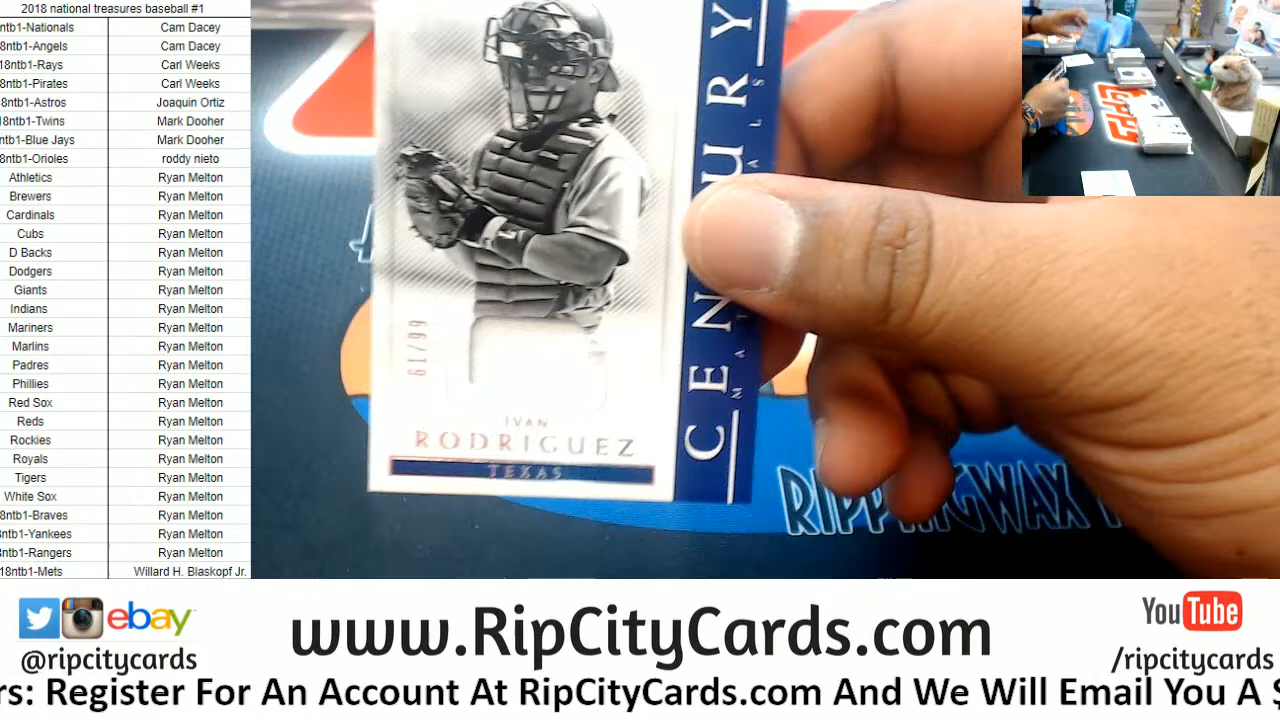 2018 national treasures baseball #1
ntb1-Nationals Cam Dacey
8ntb1-Angels Cam Dacey
18ntb1-Rays Carl Weeks
8ntb1-Pirates Carl Weeks
8ntb1-Astros Joaquin Ortiz
18ntb1-Twins Mark Dooher
ntb1-Blue Jays Mark Dooher
8ntb1-Orioles roddy nieto
Athletics Ryan Melton
Brewers Ryan Melton
Cardinals Ryan Melton
Cubs Ryan Melton
D Backs Ryan Melton
Dodgers Ryan Melton
Giants Ryan Melton
Indians Ryan Melton
Mariners Ryan Melton
Marlins Ryan Melton
Padres Ryan Melton
Phillies Ryan Melton
Red Sox Ryan Melton
Reds Ryan Melton
Rockies Ryan Melton
Royals Ryan Melton
Tigers Ryan Melton
White Sox Ryan Melton
8ntb1-Braves Ryan Melton
ntb1-Yankees Ryan Melton
ntb1-Rangers Ryan Melton
18ntb1-Mets Willard H. Blaskopf Jr.
61/99
IVAN
RODRIGUEZ
TEXAS
RIPP
GWAX
ebay
@ripcitycards
www.RipCityCards.com
YouTube
/ripcitycards
rs: Register For An Account At RipCityCards.com And We Will Email You A